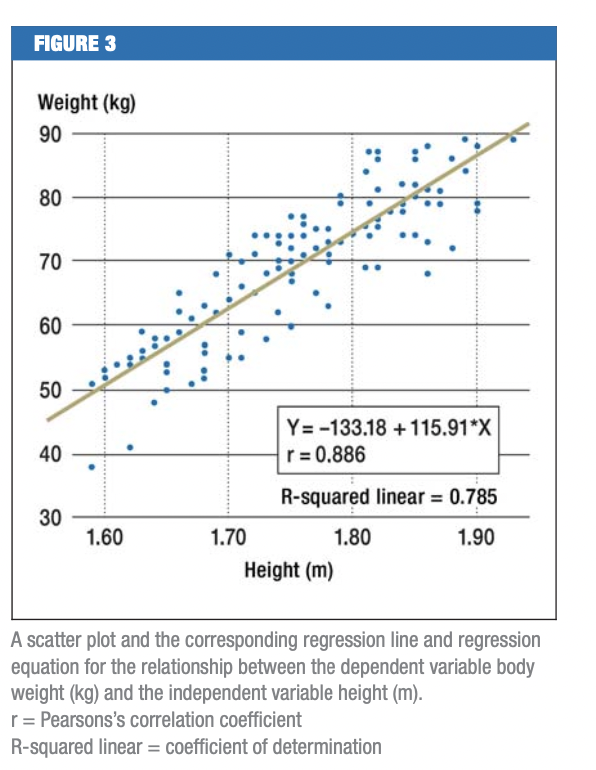 FIGURE 3
Weight (kg)
90
80
70
60
50
40
30
Y= –133.18 +115.91*X
r=0.886
R-squared linear = 0.785
1.60 1.70 1.80 1.90
Height (m)
A scatter plot and the corresponding regression line and regression
equation for the relationship between the dependent variable body
weight (kg) and the independent variable height (m).
r = Pearsons's correlation coefficient
R-squared linear = coefficient of determination